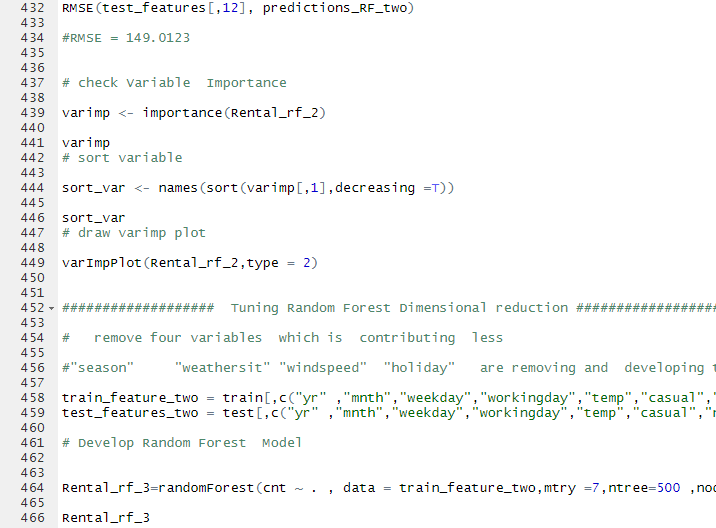 432 RMSE(test_features[,12], predictions_RF_two)
433
434 #RMSE = 149.0123
435
436
437 # check Variable  Importance
438
439 varimp <- importance(Rental_rf_2)
440
441 varimp
442 # sort variable
443
444 sort_var <- names(sort(varimp[,1],decreasing =T))
445
446 sort_var
447 # draw varimp plot
448
449 varImpPlot(Rental_rf_2,type = 2)
450
451
452 ###################  Tuning Random Forest Dimensional reduction ##################
453
454 #   remove four variables  which is  contributing  less
455
456 #"season"     "weathersit" "windspeed"  "holiday"   are removing and  developing
457
458 train_feature_two = train[,c("yr" ,"mnth","weekday","workingday","temp","casual","
459 test_features_two = test[,c("yr" ,"mnth","weekday","workingday","temp","casual","
460
461 # Develop Random Forest  Model
462
463
464 Rental_rf_3=randomForest(cnt ~ . , data = train_feature_two,mtry =7,ntree=500 ,
465
466 Rental_rf_3